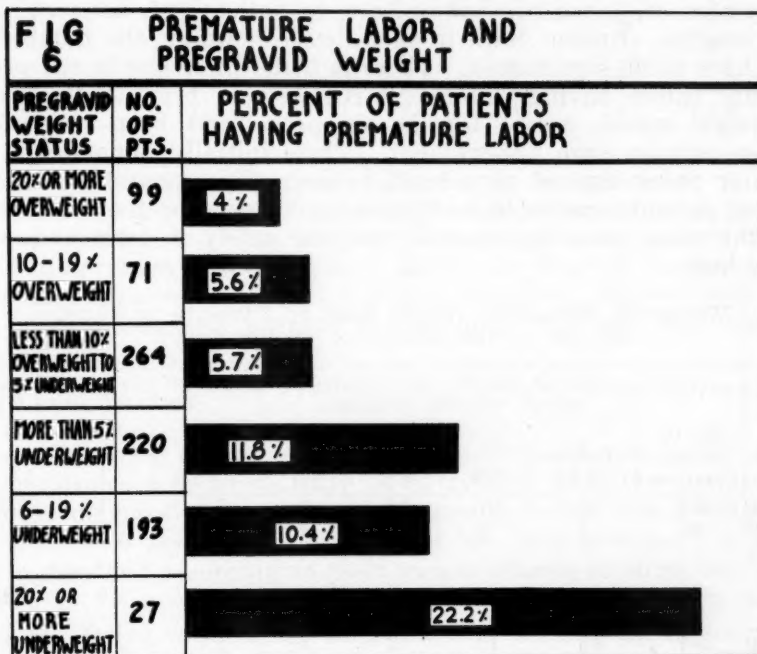 FIG
6
PREMATURE LABOR AND
PREGRAVID WEIGHT
PREGRAVID
WEIGHT
STATUS
NO.
OF
PTS.
PERCENT OF PATIENTS
HAVING PREMATURE LABOR
20% OR MORE
OVERWEIGHT
99
4%
10-19%
OVERWEIGHT
71
5.6%
LESS THAN 10%
OVERWEIGHT TO
5% UNDERWEIGHT
264
5.7%
MORE THAN 5%
UNDERWEIGHT
220
11.8%
6-19%
UNDERWEIGHT
193
10.4%
20% OR
MORE
UNDERWEIGHT
27
22.2%